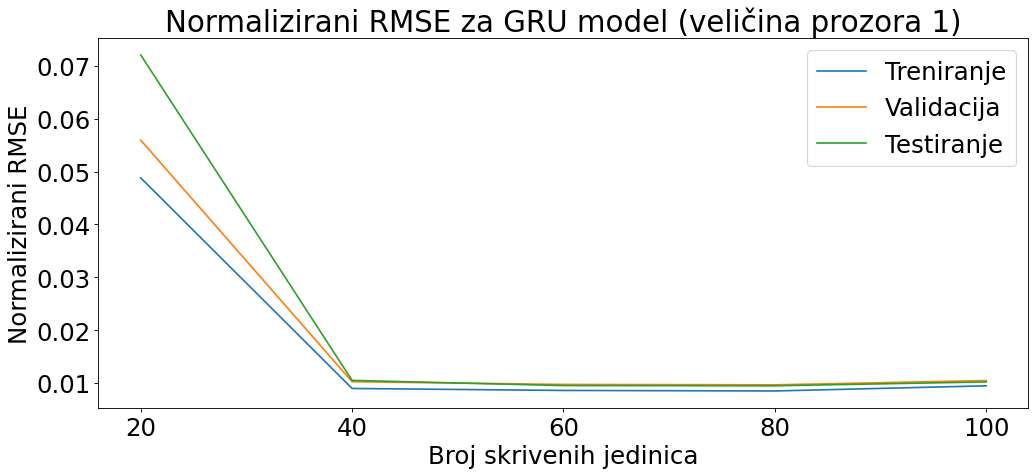 Normalizirani RMSE za GRU model (veličina prozora 1)
Treniranje
Validacija
Testiranje
Normalizirani RMSE
0.07
0.06
0.05
0.04
0.03
0.02
0.01
20 40 60 80 100
Broj skrivenih jedinica